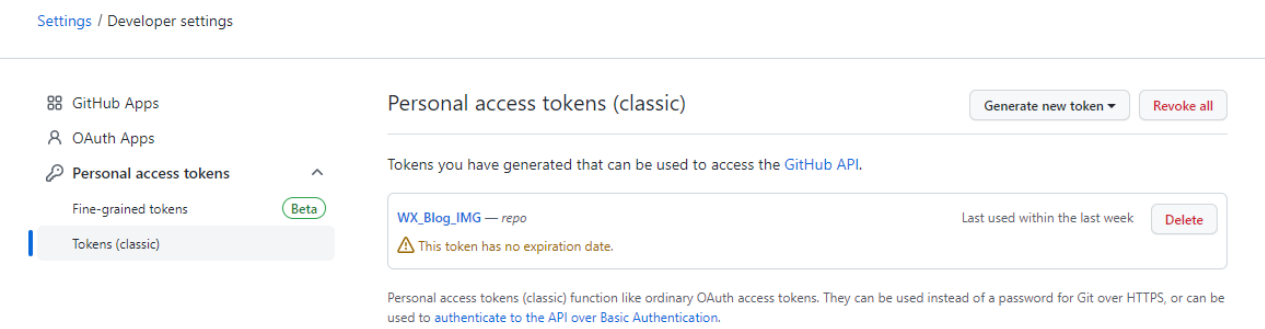 Settings / Developer settings
GitHub Apps
OAuth Apps
Personal access tokens
Fine-grained tokens Beta
Tokens (classic)
Personal access tokens (classic)
Generate new token
Revoke all
Tokens you have generated that can be used to access the GitHub API.
WX_Blog_IMG — repo
Last used within the last week
Delete
This token has no expiration date.
Personal access tokens (classic) function like ordinary OAuth access tokens. They can be used instead of a password for Git over HTTPS, or can be
used to authenticate to the API over Basic Authentication.